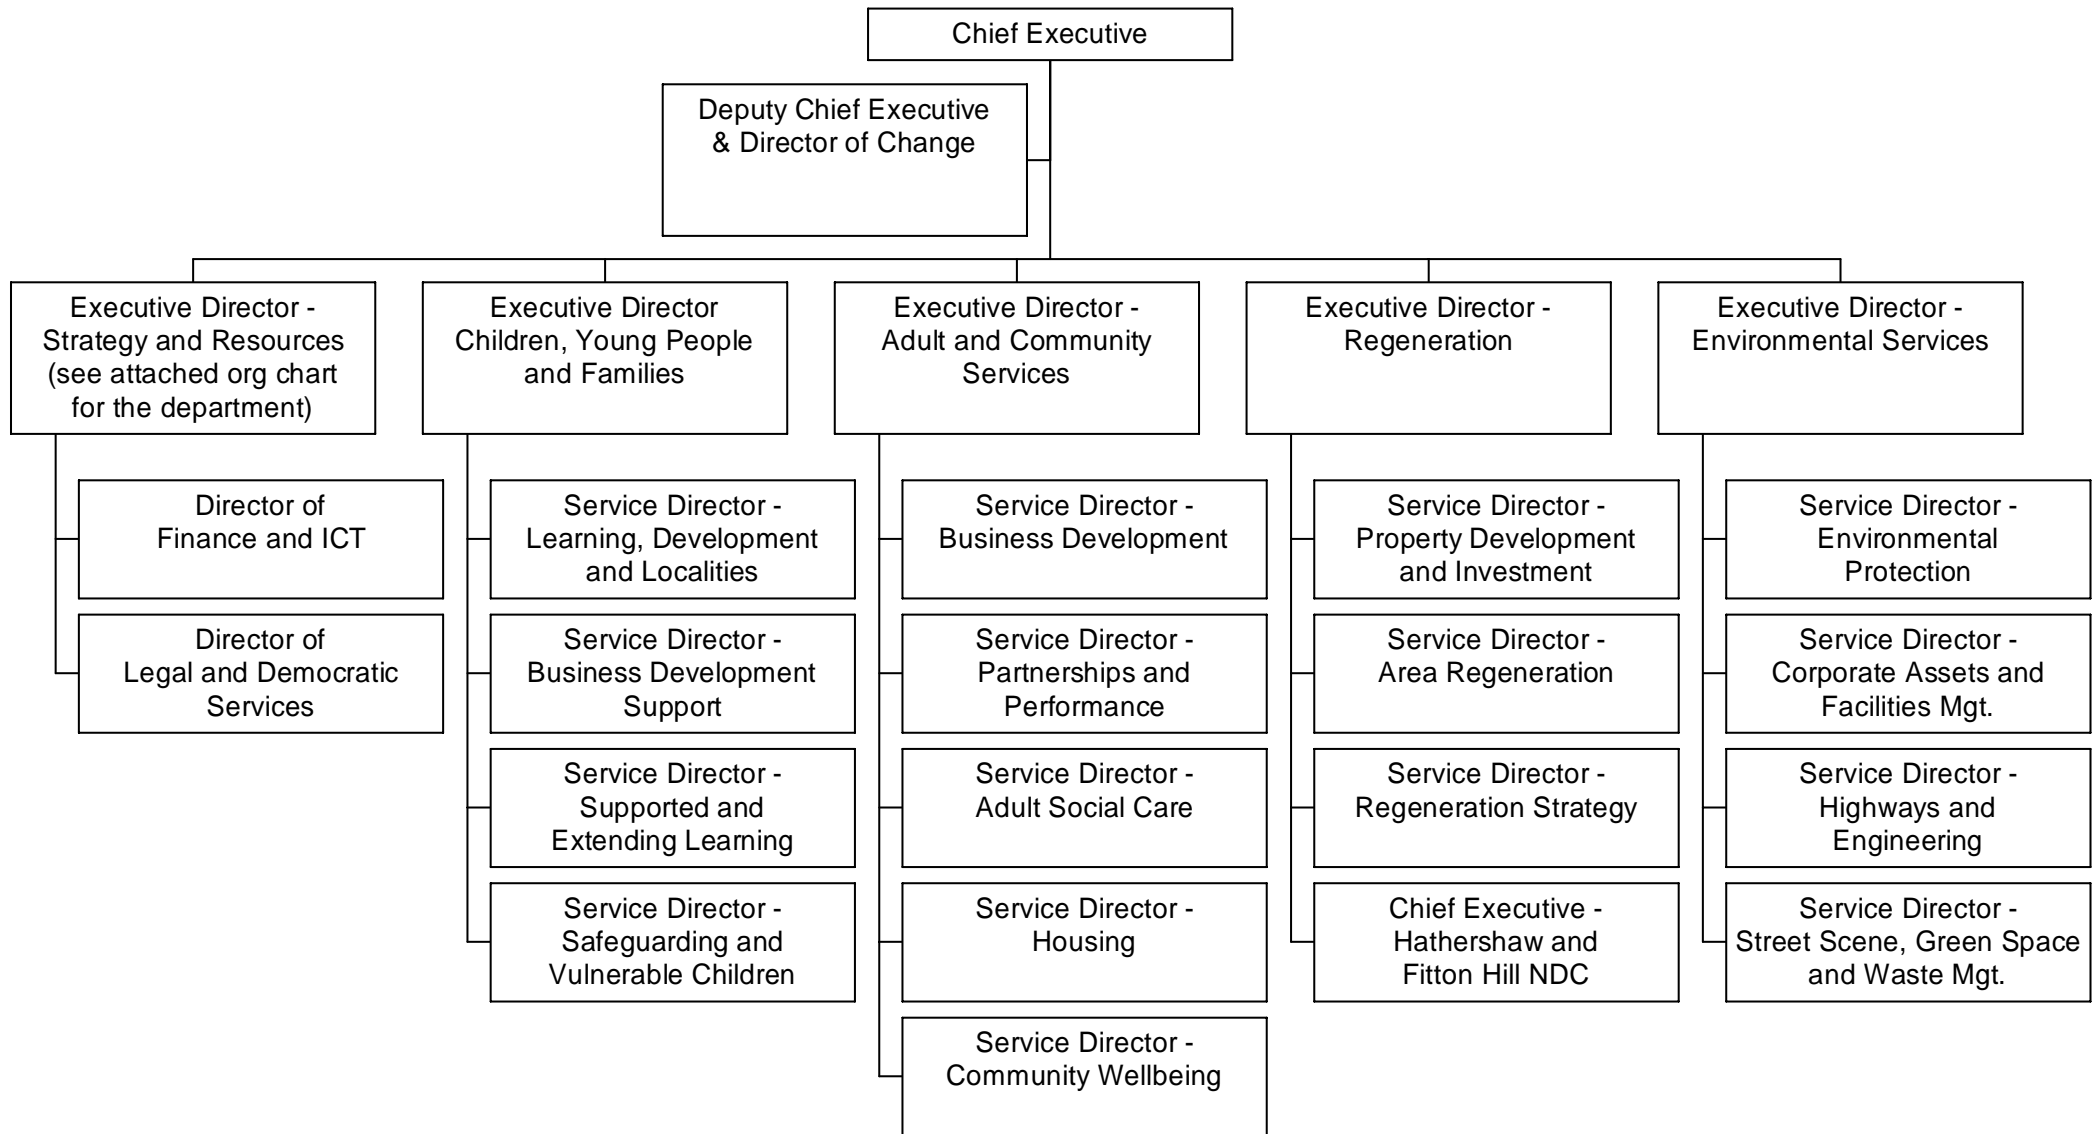 Chief Executive
Deputy Chief Executive
& Director of Change
Executive Director -
Strategy and Resources
(see attached org chart
for the department)
Executive Director
Children, Young People
and Families
Executive Director -
Adult and Community
Services
Executive Director -
Regeneration
Executive Director -
Environmental Services
Director of
Finance and ICT
Director of
Legal and Democratic
Services
Service Director -
Learning, Development
and Localities
Service Director -
Business Development
Support
Service Director -
Supported and
Extending Learning
Service Director -
Safeguarding and
Vulnerable Children
Service Director -
Business Development
Service Director -
Partnerships and
Performance
Service Director -
Adult Social Care
Service Director -
Housing
Service Director -
Community Wellbeing
Service Director -
Property Development
and Investment
Service Director -
Area Regeneration
Service Director -
Regeneration Strategy
Chief Executive -
Hathershaw and
Fitton Hill NDC
Service Director -
Environmental
Protection
Service Director -
Corporate Assets and
Facilities Mgt.
Service Director -
Highways and
Engineering
Service Director -
Street Scene, Green Space
and Waste Mgt.